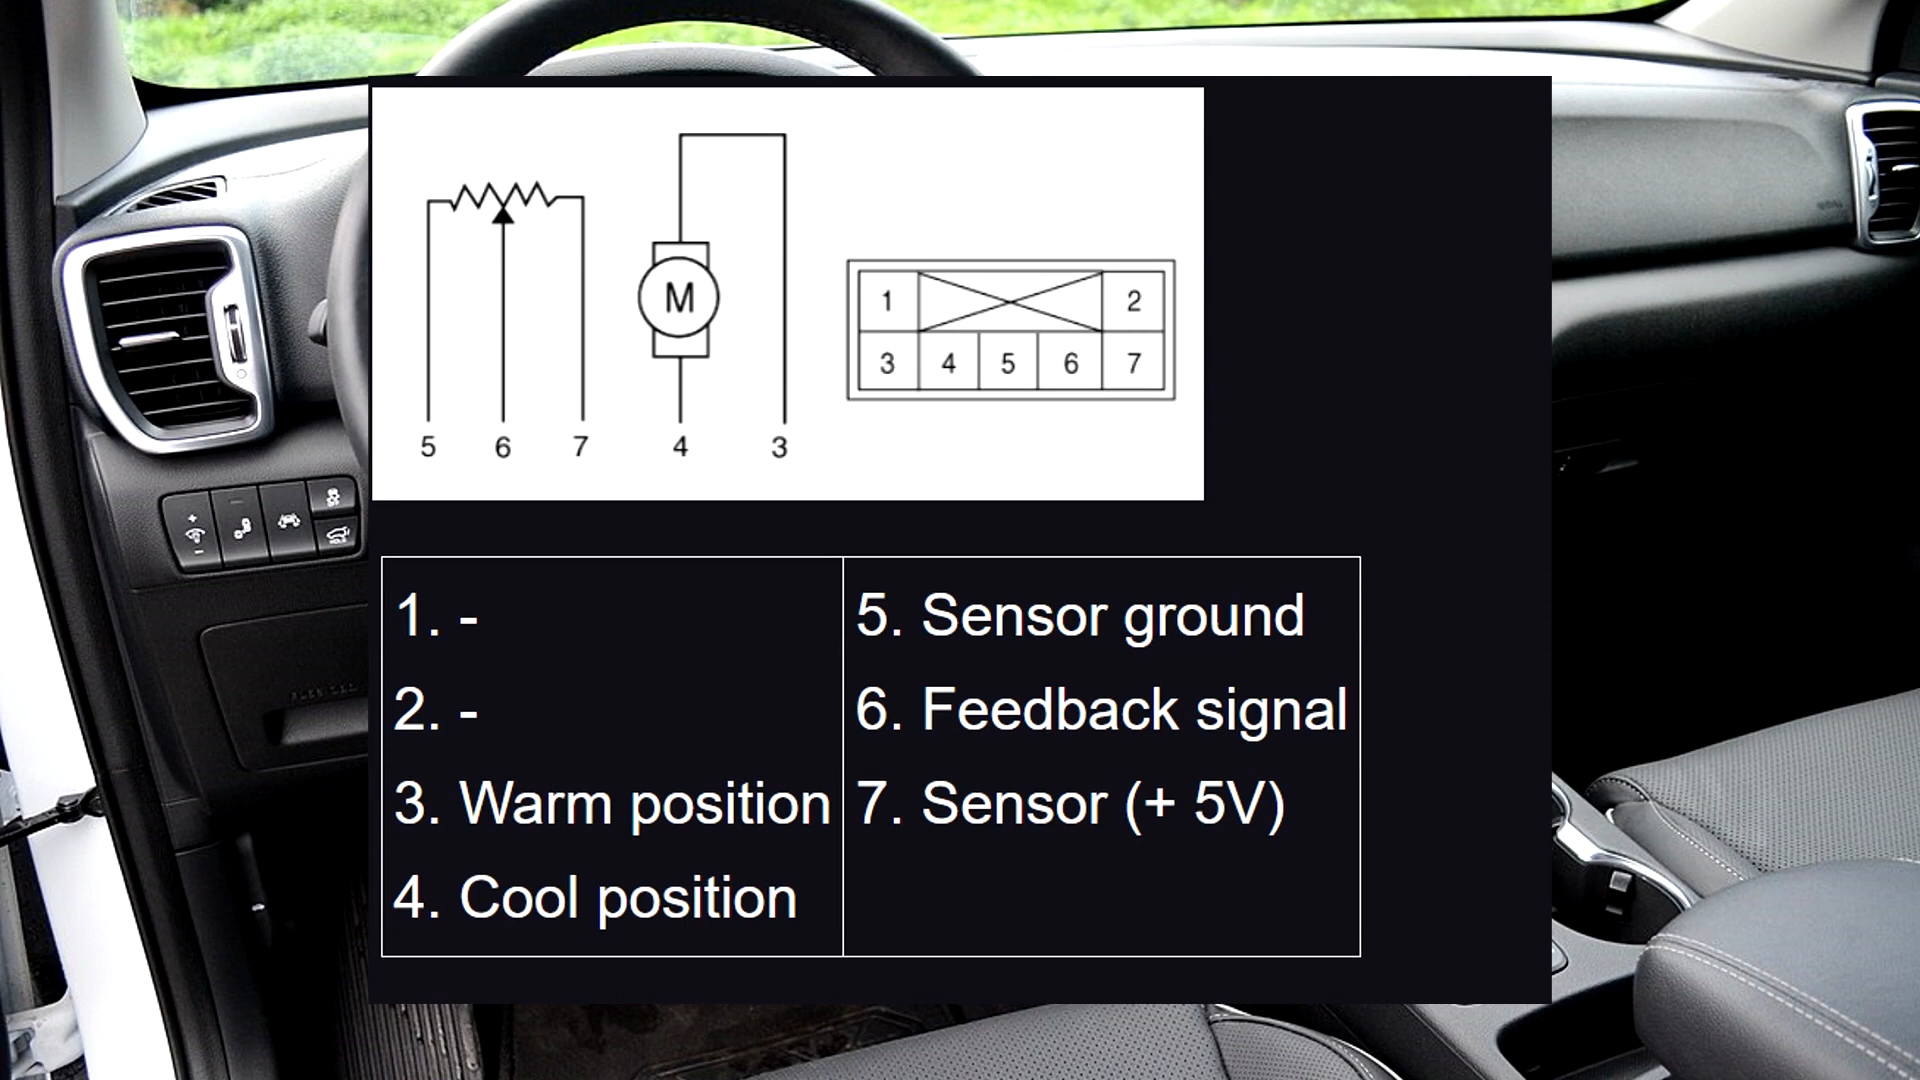 M
5 6 7 4 3
1 2
3 4 5 6 7
1. -
2. -
3. Warm position
4. Cool position
5. Sensor ground
6. Feedback signal
7. Sensor (+ 5V)